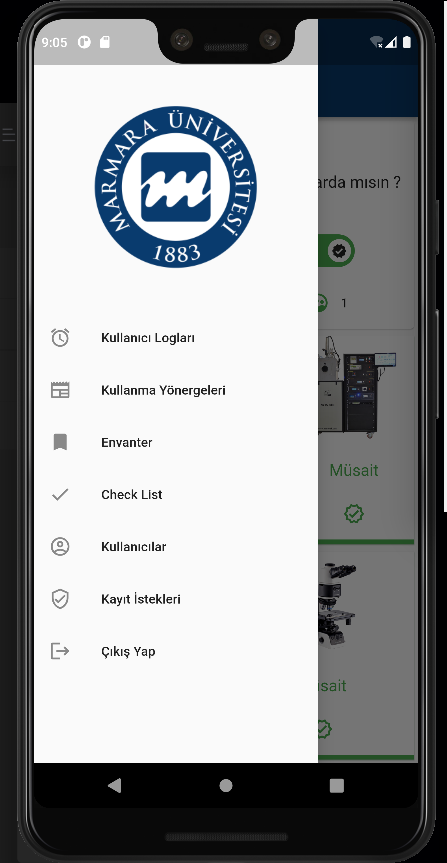 9:05
MARMARA ÜNİVERSİTESİ
1883
arda mısın ?
1
Kullanıcı Logları
Kullanma Yönergeleri
Envanter
Müsait
Check List
Kullanıcılar
Kayıt İstekleri
Çıkış Yap
sait